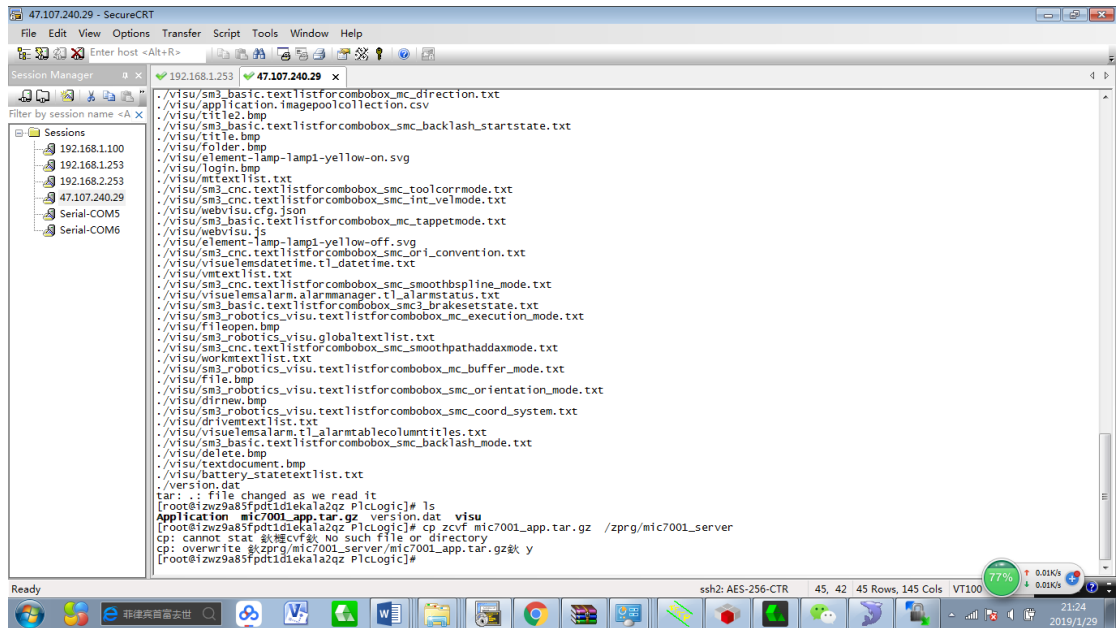 47.107.240.29 - SecureCRT
File Edit View Options Transfer Script Tools Window Help
Enter host <Alt+R>
Session Manager
192.168.1.253 47.107.240.29
Filter by session name <A
Sessions
192.168.1.100
192.168.1.253
192.168.2.253
47.107.240.29
Serial-COM5
Serial-COM6
./visu/sm3_basic.textlistforcombobox_mc_direction.txt
./visu/application.imagepoolcollection.csv
./visu/title2.bmp
./visu/sm3_basic.textlistforcombobox_smc_backlash_startstate.txt
./visu/title.bmp
./visu/folder.bmp
./visu/element-lamp-lamp1-yellow-on.svg
./visu/login.bmp
./visu/mttextlist.txt
./visu/sm3_cnc.textlistforcombobox_smc_toolcorrmode.txt
./visu/sm3_cnc.textlistforcombobox_smc_int_velmode.txt
./visu/webvisu.cfg.json
./visu/sm3_basic.textlistforcombobox_mc_tappetmode.txt
./visu/webvisu.js
./visu/element-lamp-lamp1-yellow-off.svg
./visu/sm3_cnc.textlistforcombobox_smc_ori_convention.txt
./visu/visuelemsdatetime.tl_datetime.txt
./visu/vmtextlist.txt
./visu/sm3_cnc.textlistforcombobox_smc_smoothbspline_mode.txt
./visu/visuelemsalarm.alarmmanager.tl_alarmstatus.txt
./visu/sm3_basic.textlistforcombobox_smc3_brakesetstate.txt
./visu/sm3_robotics_visu.textlistforcombobox_mc_execution_mode.txt
./visu/fileopen.bmp
./visu/sm3_robotics_visu.globaltextlist.txt
./visu/sm3_cnc.textlistforcombobox_smc_smoothpathaddaxmode.txt
./visu/workmtextlist.txt
./visu/sm3_robotics_visu.textlistforcombobox_mc_buffer_mode.txt
./visu/file.bmp
./visu/sm3_robotics_visu.textlistforcombobox_smc_orientation_mode.txt
./visu/dirnew.bmp
./visu/sm3_robotics_visu.textlistforcombobox_smc_coord_system.txt
./visu/drivemtextlist.txt
./visu/visuelemsalarm.tl_alarmtablecolumntitles.txt
./visu/sm3_basic.textlistforcombobox_smc_backlash_mode.txt
./visu/delete.bmp
./visu/textdocument.bmp
./visu/battery_statetextlist.txt
./version.dat
tar: .: file changed as we read it
[root@izwz9a85fpdt1d1ekala2qz PlcLogic]# ls
Application mic7001_app.tar.gz version.dat visu
[root@izwz9a85fpdt1d1ekala2qz PlcLogic]# cp zcvf mic7001_app.tar.gz /zprg/mic7001_server
cp: cannot stat 鈥榸cvf鈥 No such file or directory
cp: overwrite 鈥zprg/mic7001_server/mic7001_app.tar.gz鈥 y
[root@izwz9a85fpdt1d1ekala2qz PlcLogic]#
77%
0.01K/s
0.01K/s
Ready ssh2: AES-256-CTR 45, 42 45 Rows, 145 Cols VT100
菲律宾首富去世
21:24
2019/1/29